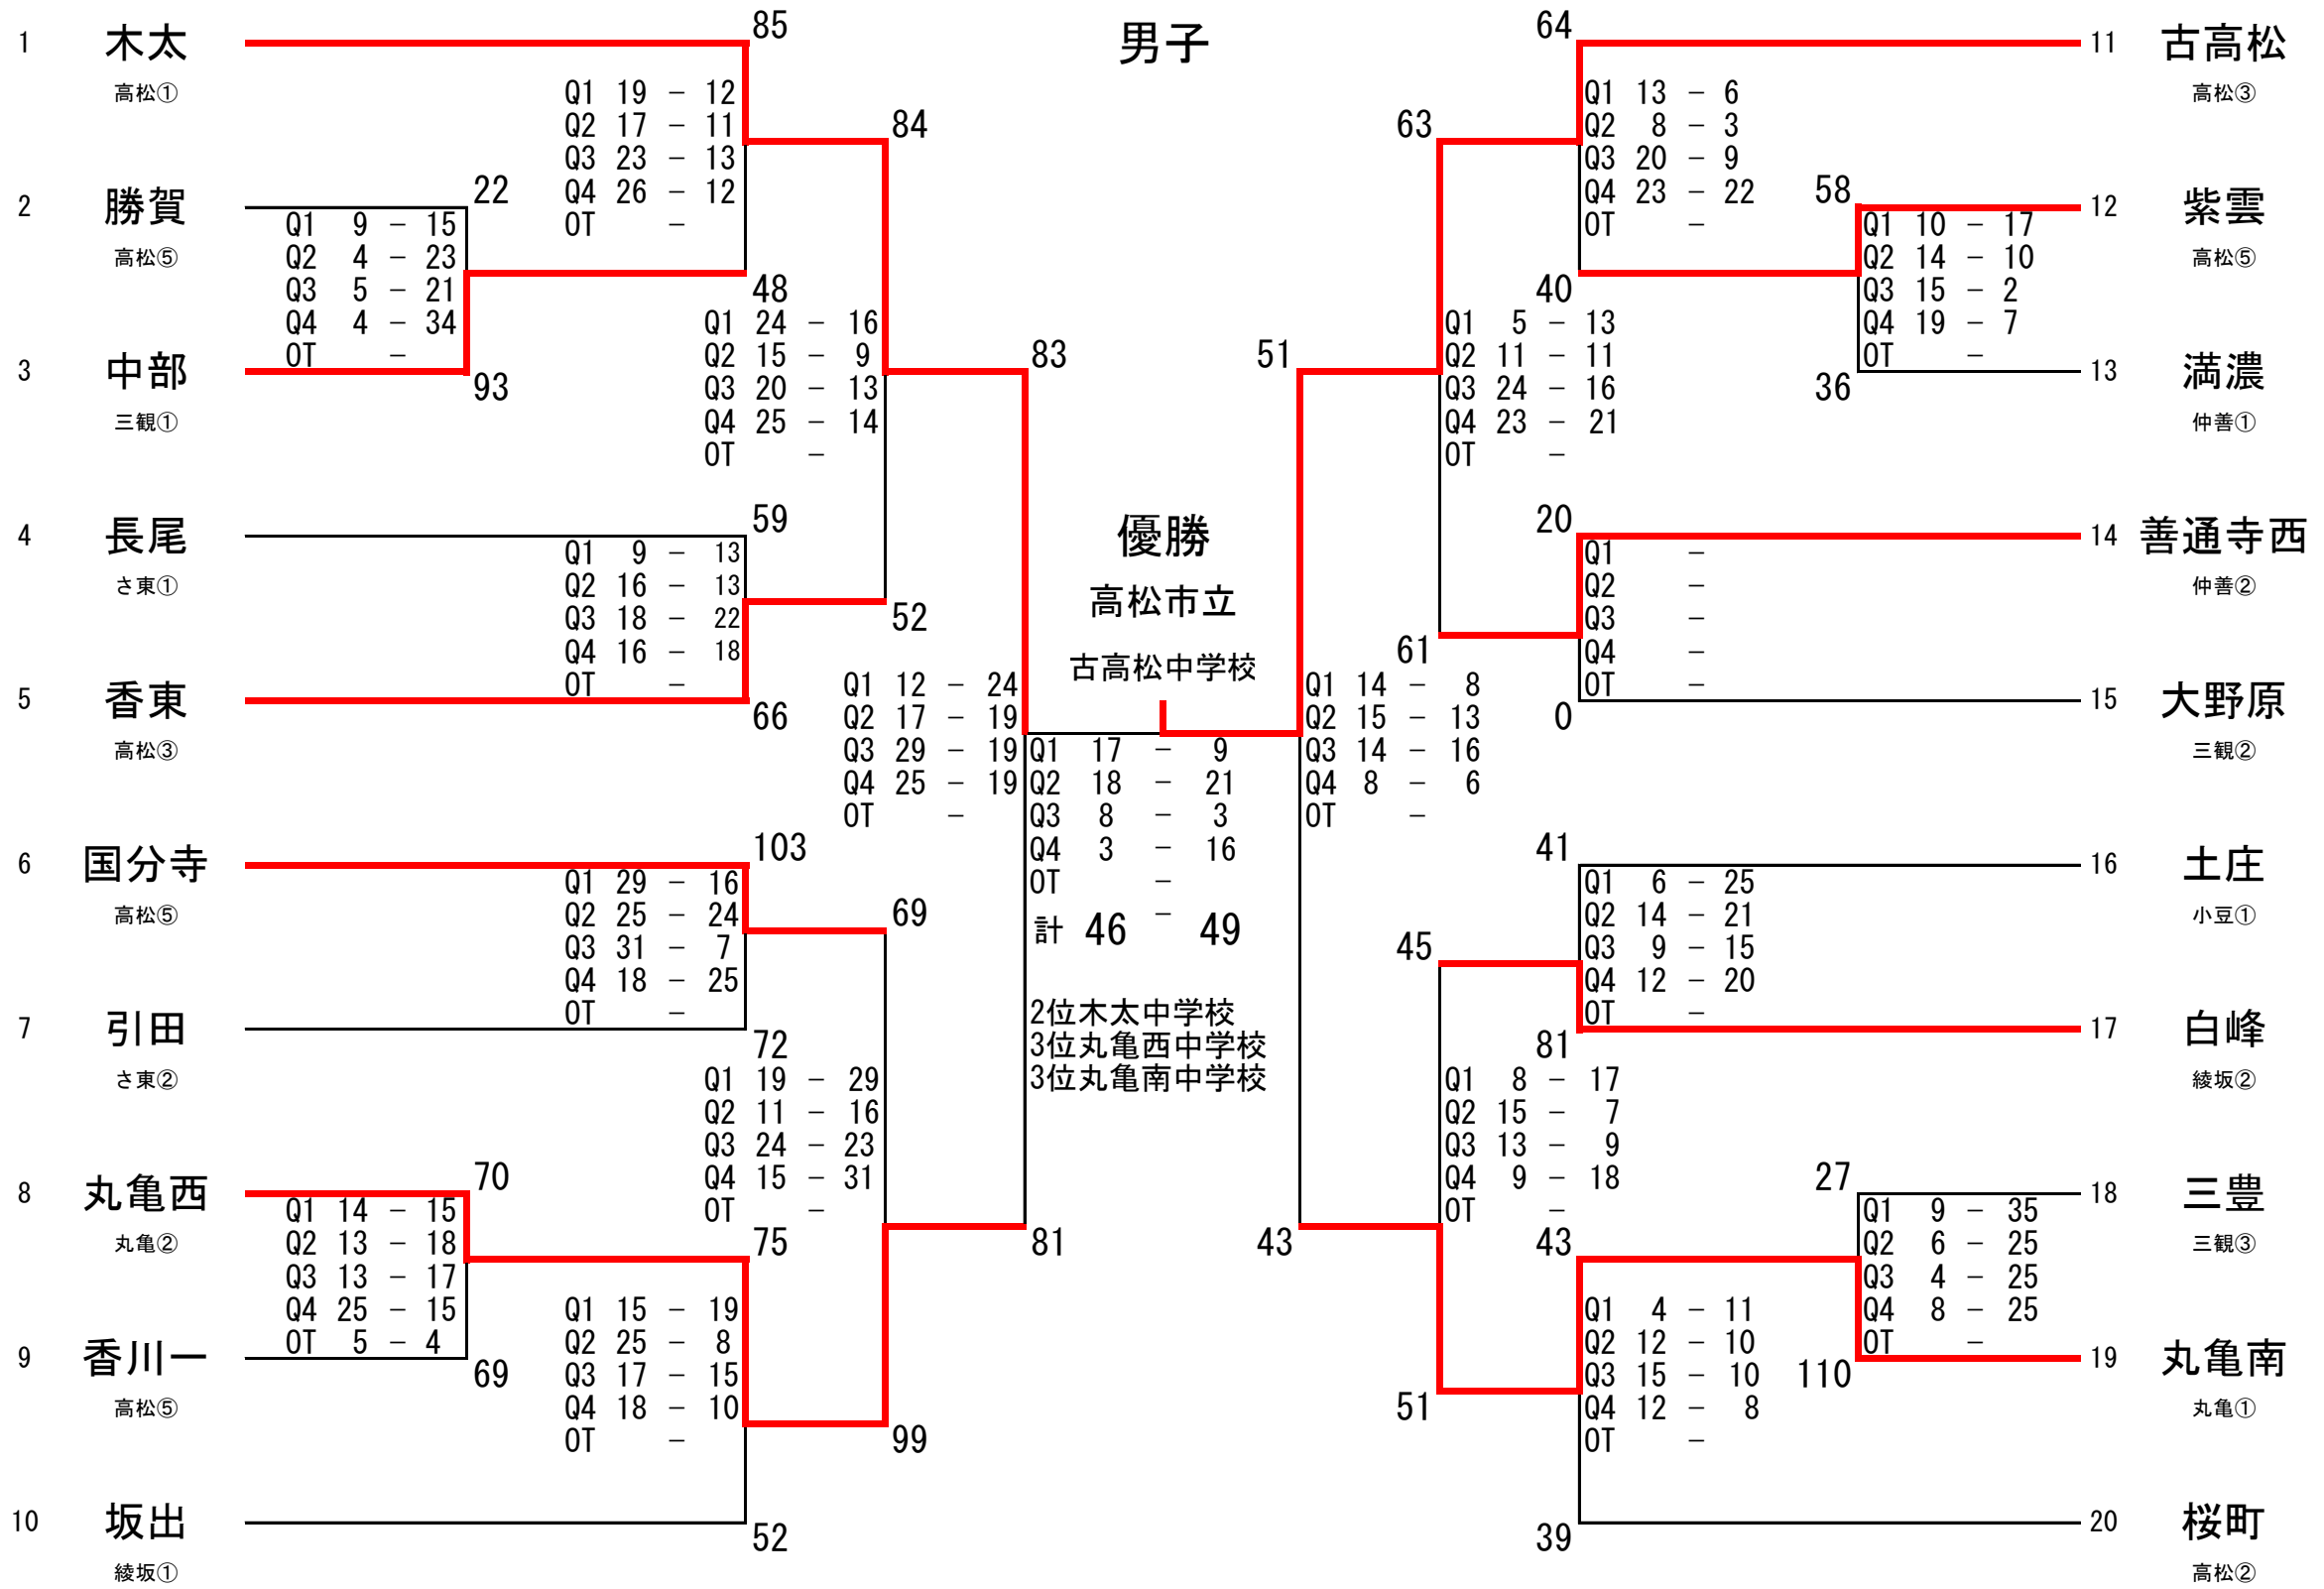 男子
1 木太
高松①
2 勝賀
高松⑤
3 中部
三観①
4 長尾
さ東①
5 香東
高松③
6 国分寺
高松⑤
7 引田
さ東②
8 丸亀西
丸亀②
9 香川一
高松⑤
10 坂出
綾坂①
22
Q1 9 - 15
Q2 4 - 23
Q3 5 - 21
Q4 4 - 34
OT -
93
70
Q1 14 - 15
Q2 13 - 18
Q3 13 - 17
Q4 25 - 15
OT 5 - 4
69
85
Q1 19 - 12
Q2 17 - 11
Q3 23 - 13
Q4 26 - 12
OT -
48
59
Q1 9 - 13
Q2 16 - 13
Q3 18 - 22
Q4 16 - 18
OT -
66
103
Q1 29 - 16
Q2 25 - 24
Q3 31 - 7
Q4 18 - 25
OT -
72
75
Q1 15 - 19
Q2 25 - 8
Q3 17 - 15
Q4 18 - 10
OT -
52
84
Q1 24 - 16
Q2 15 - 9
Q3 20 - 13
Q4 25 - 14
OT -
52
69
Q1 19 - 29
Q2 11 - 16
Q3 24 - 23
Q4 15 - 31
OT -
99
83
Q1 12 - 24
Q2 17 - 19
Q3 29 - 19
Q4 25 - 19
OT -
81
優勝
高松市立
古高松中学校
Q1 17 - 9
Q2 18 - 21
Q3 8 - 3
Q4 3 - 16
OT -
計 46 - 49
2位木太中学校
3位丸亀西中学校
3位丸亀南中学校
51
Q1 14 - 8
Q2 15 - 13
Q3 14 - 16
Q4 8 - 6
OT -
43
63
Q1 5 - 13
Q2 11 - 11
Q3 24 - 16
Q4 23 - 21
OT -
61
45
Q1 8 - 17
Q2 15 - 7
Q3 13 - 9
Q4 9 - 18
OT -
51
64
Q1 13 - 6
Q2 8 - 3
Q3 20 - 9
Q4 23 - 22
OT -
40
20
Q1 -
Q2 -
Q3 -
Q4 -
OT -
0
41
Q1 6 - 25
Q2 14 - 21
Q3 9 - 15
Q4 12 - 20
OT -
81
43
Q1 4 - 11
Q2 12 - 10
Q3 15 - 10
Q4 12 - 8
OT -
39
58
Q1 10 - 17
Q2 14 - 10
Q3 15 - 2
Q4 19 - 7
OT -
36
27
Q1 9 - 35
Q2 6 - 25
Q3 4 - 25
Q4 8 - 25
OT -
110
11 古高松
高松③
12 紫雲
高松⑤
13 満濃
仲善①
14 善通寺西
仲善②
15 大野原
三観②
16 土庄
小豆①
17 白峰
綾坂②
18 三豊
三観③
19 丸亀南
丸亀①
20 桜町
高松②